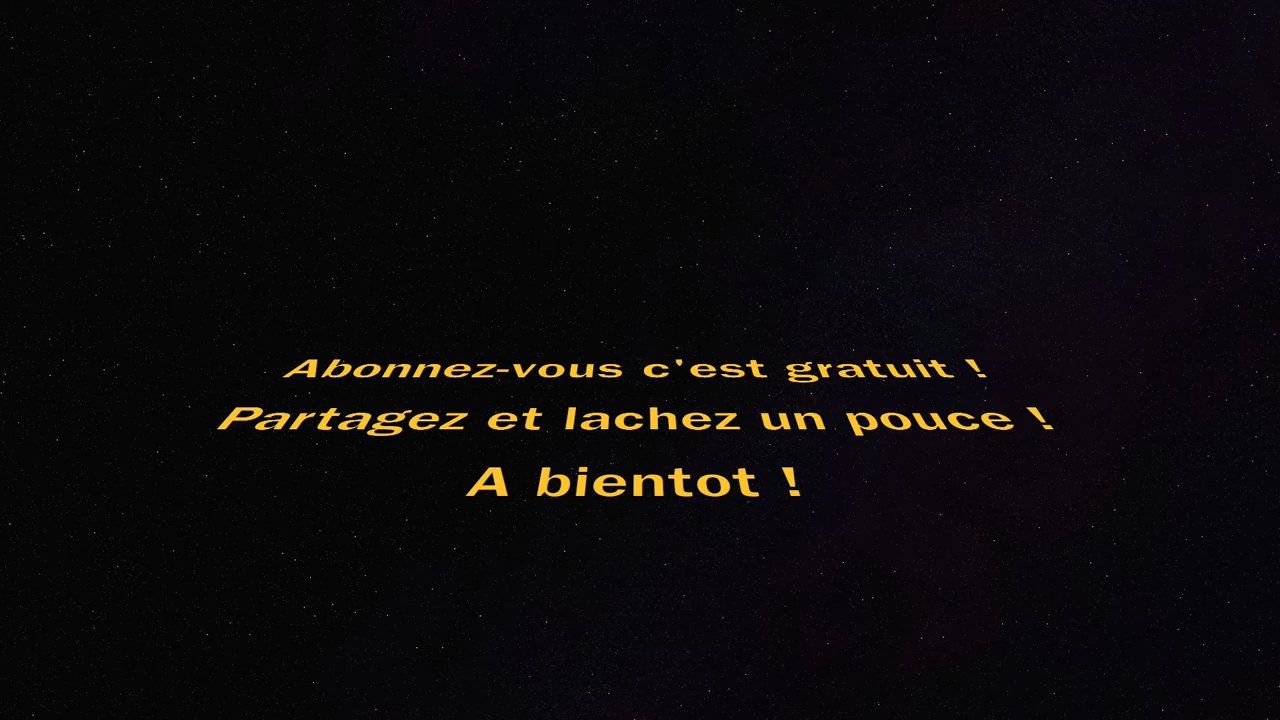 Abonnez-vous c'est gratuit !
Partagez et lachez un pouce !
A bientot !